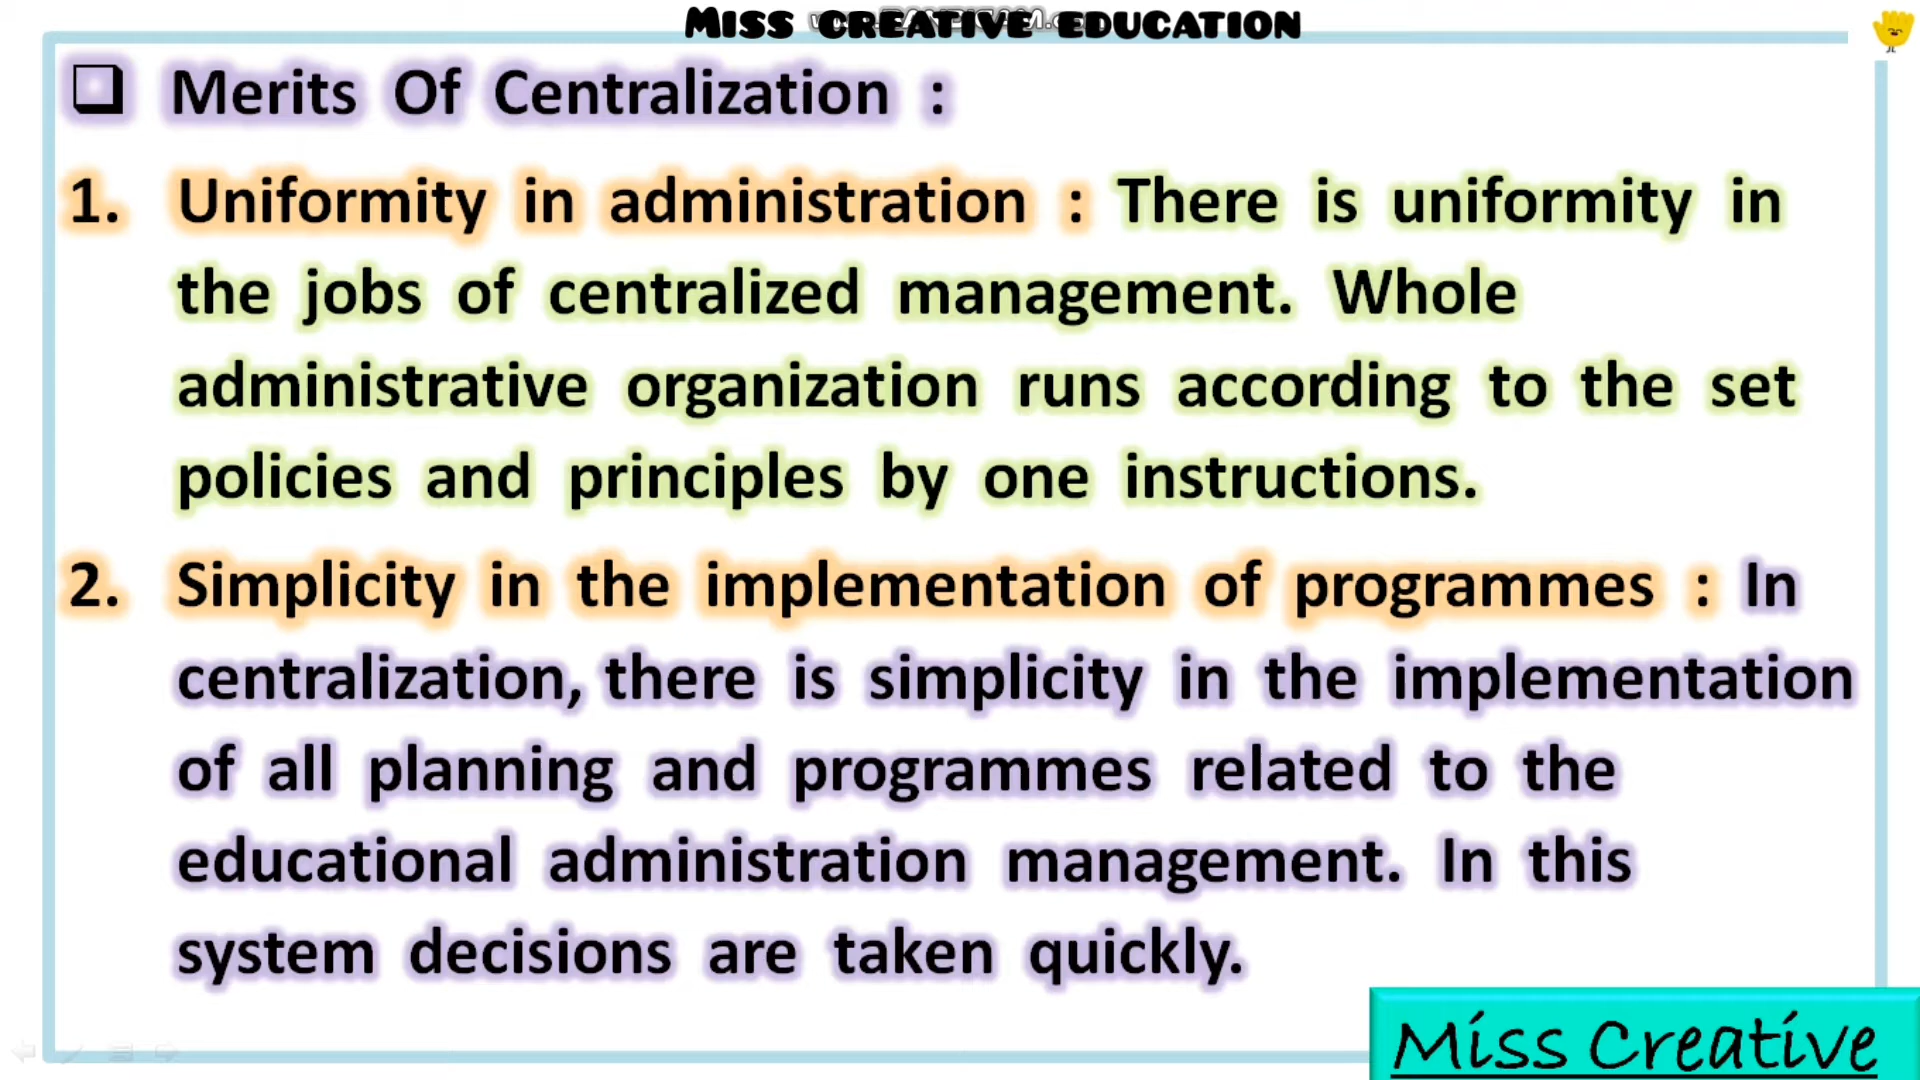 Miss creative education
❑ Merits Of Centralization :
1. Uniformity in administration : There is uniformity in
the jobs of centralized management. Whole
administrative organization runs according to the set
policies and principles by one instructions.
2. Simplicity in the implementation of programmes : In
centralization, there is simplicity in the implementation
of all planning and programmes related to the
educational administration management. In this
system decisions are taken quickly.
Miss Creative